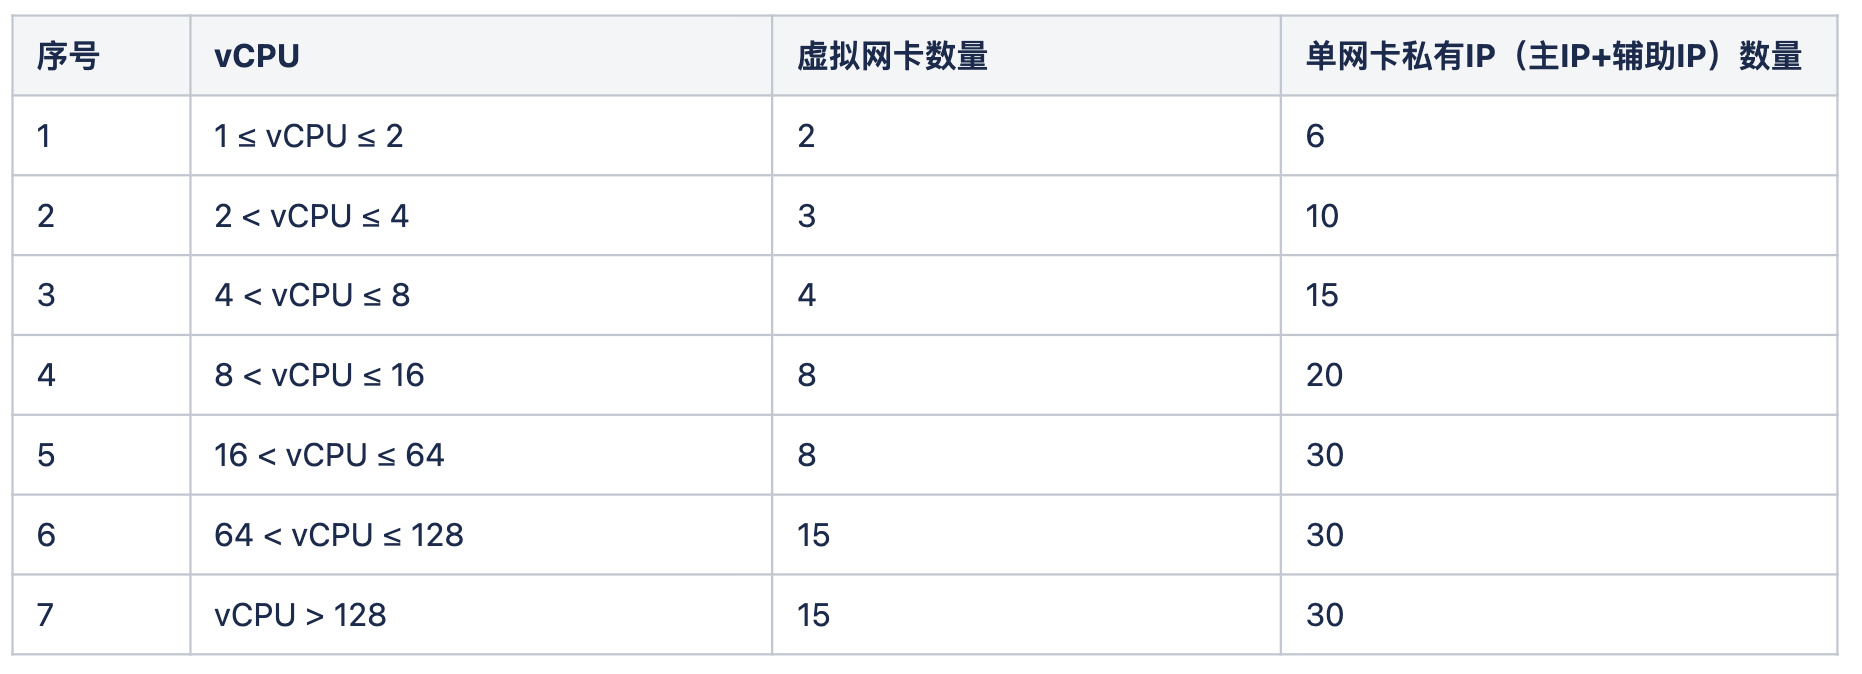 序号 vCPU 虚拟网卡数量 单网卡私有IP（主IP+辅助IP）数量
1 1 ≤ vCPU ≤ 2 2 6
2 2 < vCPU ≤ 4 3 10
3 4 < vCPU ≤ 8 4 15
4 8 < vCPU ≤ 16 8 20
5 16 < vCPU ≤ 64 8 30
6 64 < vCPU ≤ 128 15 30
7 vCPU > 128 15 30